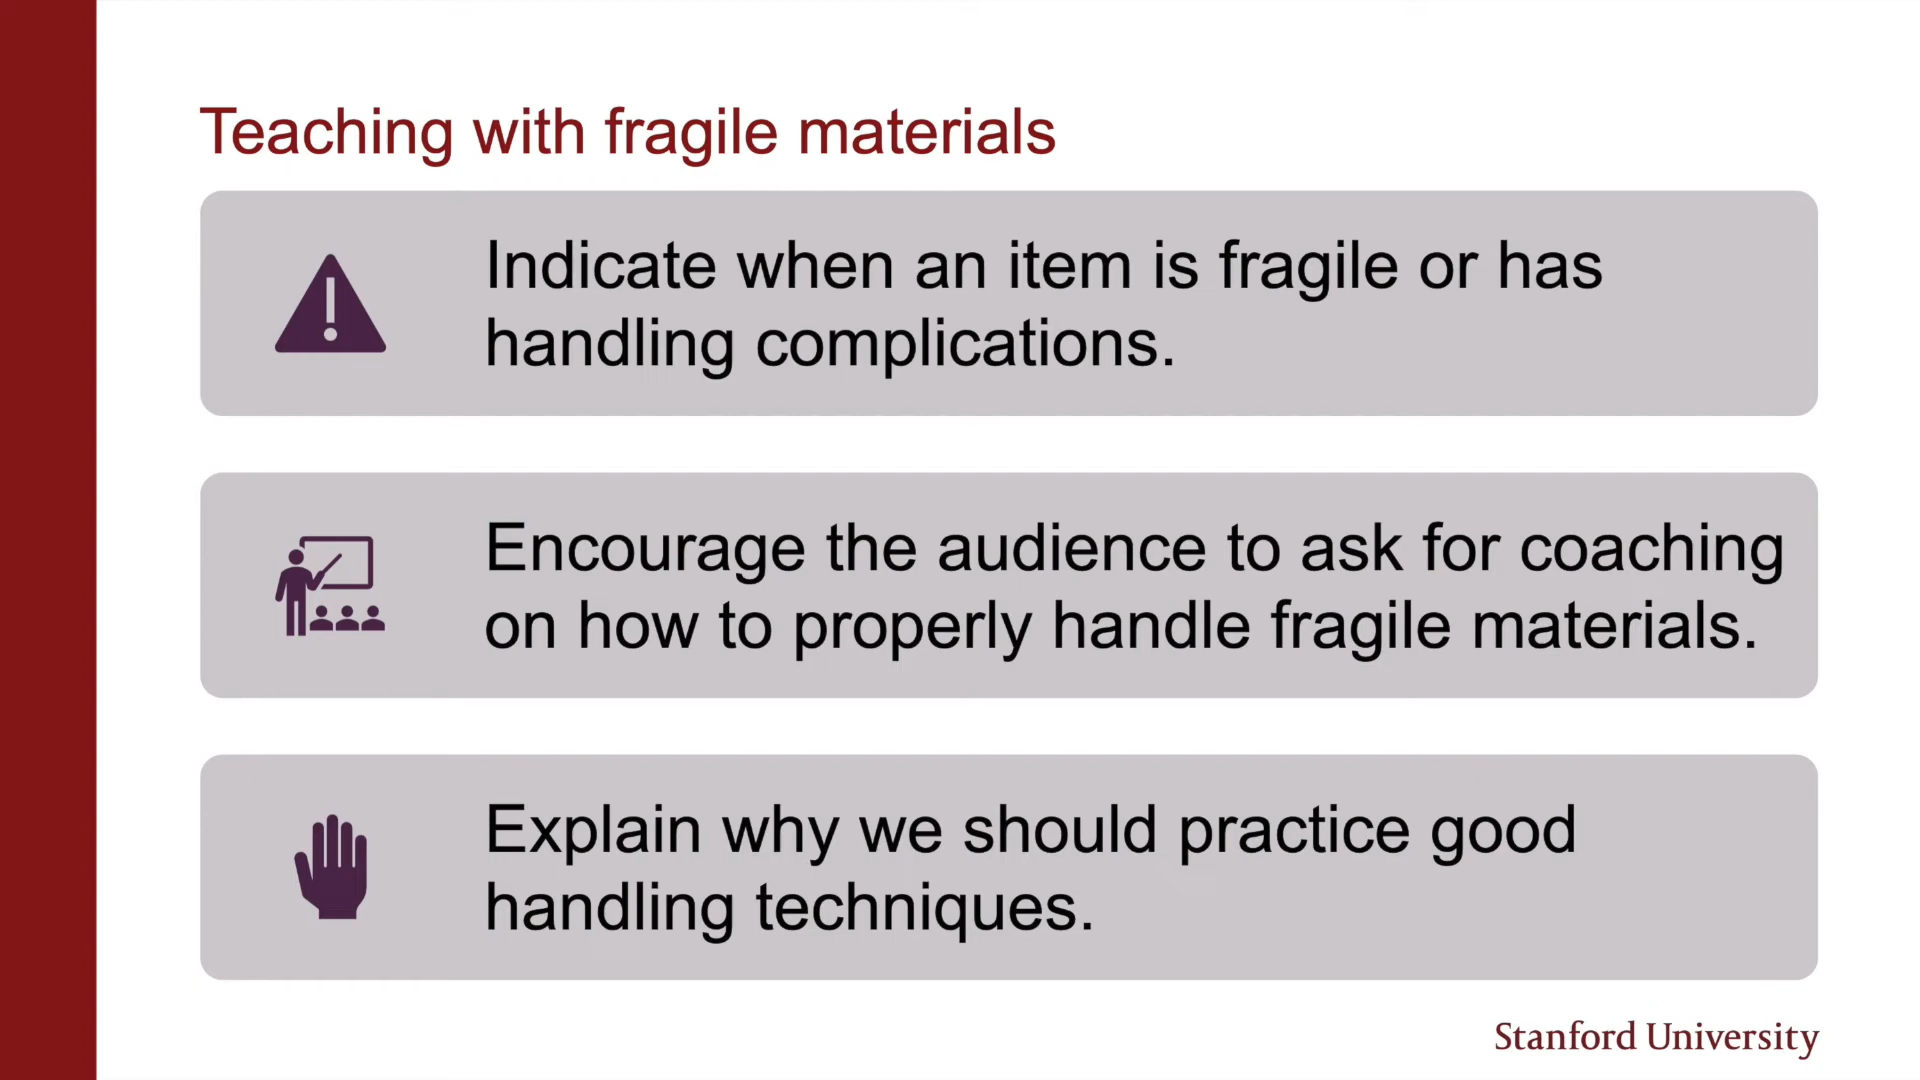 Teaching with fragile materials
Indicate when an item is fragile or has
handling complications.
Encourage the audience to ask for coaching
on how to properly handle fragile materials.
Explain why we should practice good
handling techniques.
Stanford University